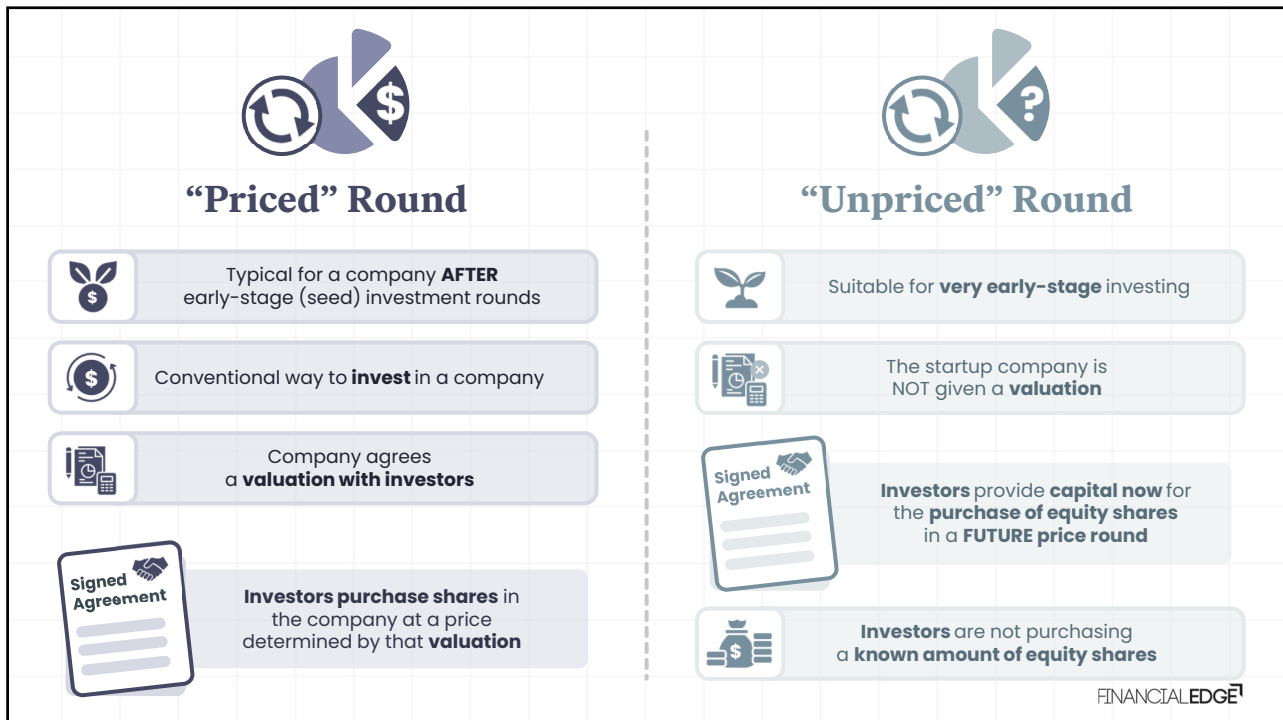 “Priced” Round
$
Typical for a company AFTER
early-stage (seed) investment rounds
$
Conventional way to invest in a company
$
Company agrees
a valuation with investors
Signed
Agreement
Investors purchase shares in
the company at a price
determined by that valuation
“Unpriced” Round
?
Suitable for very early-stage investing
The startup company is
NOT given a valuation
Signed
Agreement
Investors provide capital now for
the purchase of equity shares
in a FUTURE price round
$
Investors are not purchasing
a known amount of equity shares
FINANCIALEDGE